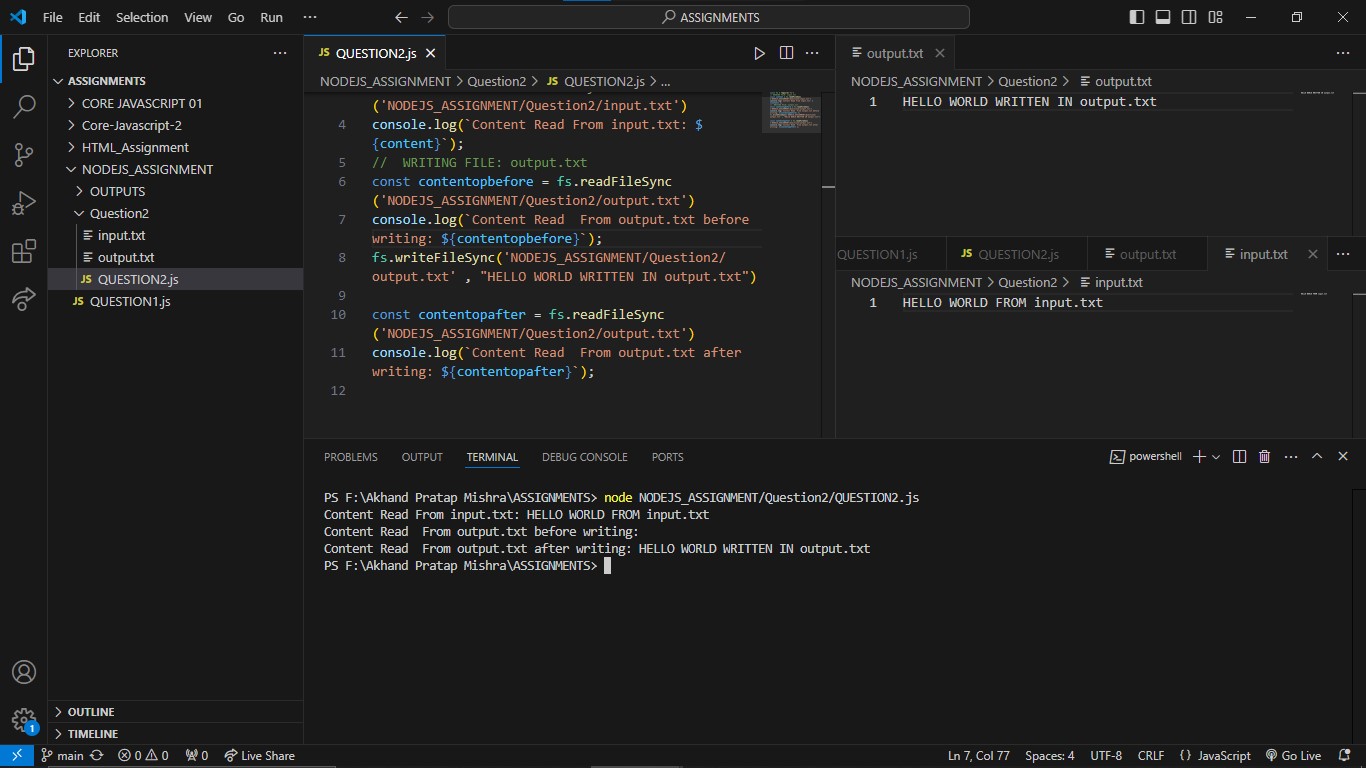 File Edit Selection View Go Run ···
ASSIGNMENTS
EXPLORER
ASSIGNMENTS
CORE JAVASCRIPT 01
Core-Javascript-2
HTML_Assignment
NODEJS_ASSIGNMENT
OUTPUTS
Question2
input.txt
output.txt
JS QUESTION2.js
JS QUESTION1.js
OUTLINE
TIMELINE
JS QUESTION2.js
NODEJS_ASSIGNMENT > Question2 > JS QUESTION2.js > ...
('NODEJS_ASSIGNMENT/Question2/input.txt')
4 console.log(`Content Read From input.txt: $
{content}`);
5 //  WRITING FILE: output.txt
6 const contentopbefore = fs.readFileSync
('NODEJS_ASSIGNMENT/Question2/output.txt')
7 console.log(`Content Read  From output.txt before
writing: ${contentopbefore}`);
8 fs.writeFileSync('NODEJS_ASSIGNMENT/Question2/
output.txt' , "HELLO WORLD WRITTEN IN output.txt")
9
10 const contentopafter = fs.readFileSync
('NODEJS_ASSIGNMENT/Question2/output.txt')
11 console.log(`Content Read  From output.txt after
writing: ${contentopafter}`);
12
output.txt
NODEJS_ASSIGNMENT > Question2 > output.txt
1 HELLO WORLD WRITTEN IN output.txt
QUESTION1.js JS QUESTION2.js output.txt input.txt
NODEJS_ASSIGNMENT > Question2 > input.txt
1 HELLO WORLD FROM input.txt
PROBLEMS OUTPUT TERMINAL DEBUG CONSOLE PORTS
powershell
PS F:\Akhand Pratap Mishra\ASSIGNMENTS> node NODEJS_ASSIGNMENT/Question2/QUESTION2.js
Content Read From input.txt: HELLO WORLD FROM input.txt
Content Read  From output.txt before writing:
Content Read  From output.txt after writing: HELLO WORLD WRITTEN IN output.txt
PS F:\Akhand Pratap Mishra\ASSIGNMENTS>
1
main 0 0 0 Live Share Ln 7, Col 77 Spaces: 4 UTF-8 CRLF {} JavaScript Go Live